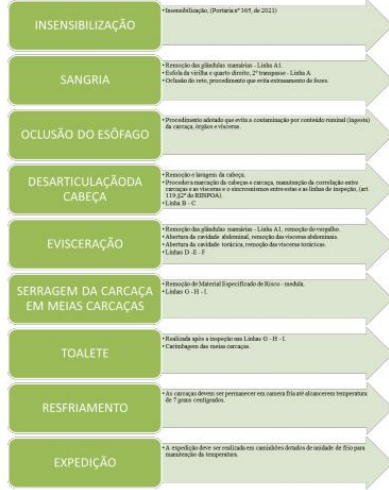 INSENSIBILIZAÇÃO
•Insensibilização, (Portaria nº 365, de 2021)
SANGRIA
•Remoção das glândulas mamárias - Linha A1.
•Esfola da virilha e quarto direito, 2º transpasse - Linha A.
•Oclusão do reto, procedimento que evita extravasamento de fezes.
OCLUSÃO DO ESÔFAGO
•Procedimento adotado que evita a contaminação por conteúdo ruminal (ingesta)
da carcaça, órgãos e vísceras.
DESARTICULAÇÃODA
CABEÇA
•Remoção e lavagem da cabeça.
•Proceder a marcação da cabeças e carcaça, manutenção da correlação entre
carcaças e as vísceras e o sincronismos entre estas e as linhas de inspeção, (art.
119,§2º do RIISPOA).
•Linha B - C
EVISCERAÇÃO
•Remoção das glândulas mamárias - Linha A1, remoção do vergalho.
•Abertura da cavidade abdominal, remoção das vísceras abdominais.
•Abertura da cavidade torácica, remoção das vísceras torácicas.
•Linhas D -E - F
SERRAGEM DA CARCAÇA
EM MEIAS CARCAÇAS
•Remoção de Material Especificado de Risco - medula.
•Linhas G - H - I.
TOALETE
•Realizada após a inspeção nas Linhas G - H - I.
•Carimbagem das meias carcaças.
RESFRIAMENTO
•As carcaças devem ser permanecer em camera fria até alcancerem temperatura
de 7 graus centígrados.
EXPEDIÇÃO
•A expedição deve ser realizada em caminhões dotados de unidade de frio para
manutenção da temperatura.